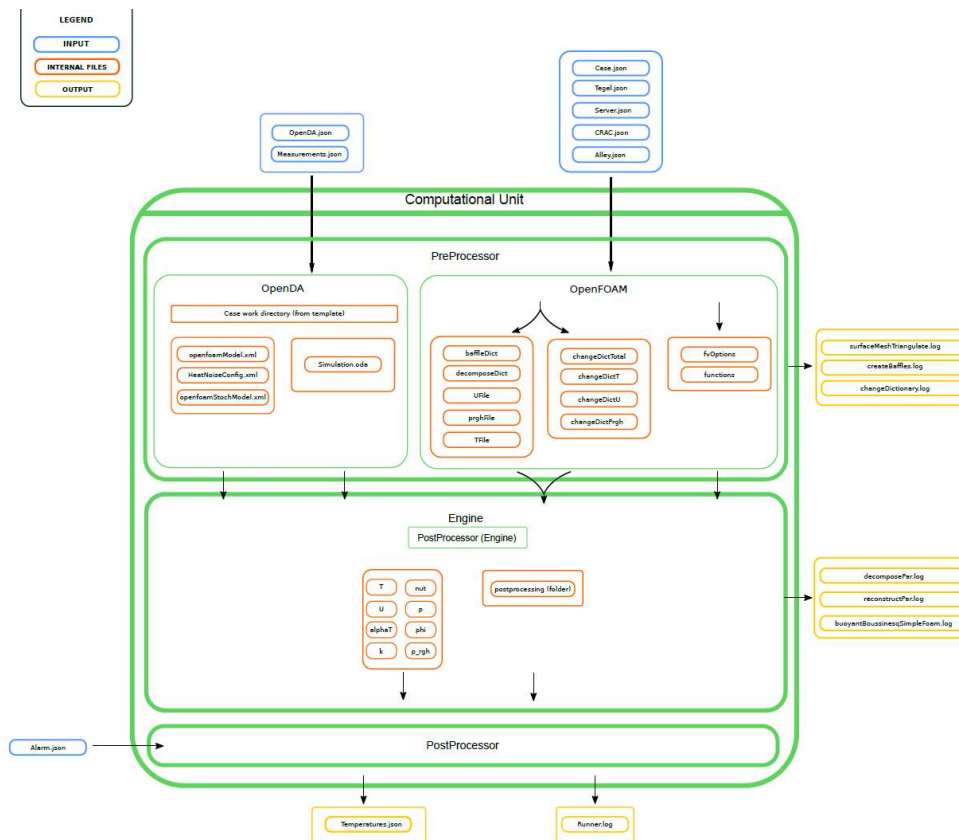 LEGEND
INPUT
INTERNAL FILES
OUTPUT
Case.json
Tegel.json
Server.json
CRAC.json
Alley.json
OpenDA.json
Measurements.json
Computational Unit
PreProcessor
OpenDA
Case work directory (from template)
openfoamModel.xml
HeatNoiseConfig.xml
openfoamStochModel.xml
Simulation.oda
OpenFOAM
baffleDict
decomposeDict
UFile
prghFile
TFile
changeDictTotal
changeDictT
changeDictU
changeDictPrgh
fvOptions
functions
surfaceMeshTriangulate.log
createBaffles.log
changeDictionary.log
Engine
PostProcessor (Engine)
T
nut
U
p
alphaT
phi
k
p_rgh
postprocessing (folder)
decomposePar.log
reconstructPar.log
buoyantBoussinesqSimpleFoam.log
Alarm.json
PostProcessor
Temperatures.json
Runner.log